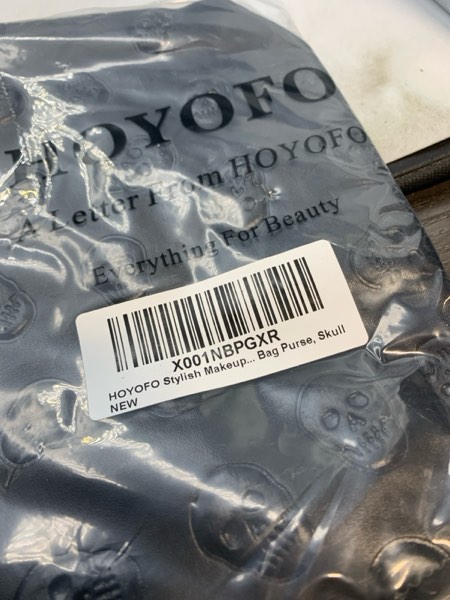 HOYOFO
A Letter From HOYOFO
Everything For Beauty
X001NBPGXR
HOYOFO Stylish Makeup... Bag Purse, Skull
NEW